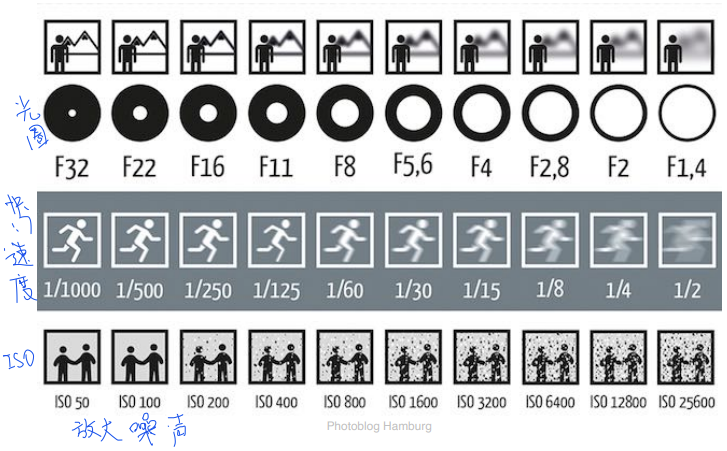 光圈
F32 F22 F16 F11 F8 F5,6 F4 F2,8 F2 F1,4
快门速度
1/1000 1/500 1/250 1/125 1/60 1/30 1/15 1/8 1/4 1/2
ISO
ISO 50 ISO 100 ISO 200 ISO 400 ISO 800 ISO 1600 ISO 3200 ISO 6400 ISO 12800 ISO 25600
放大噪声
Photoblog Hamburg